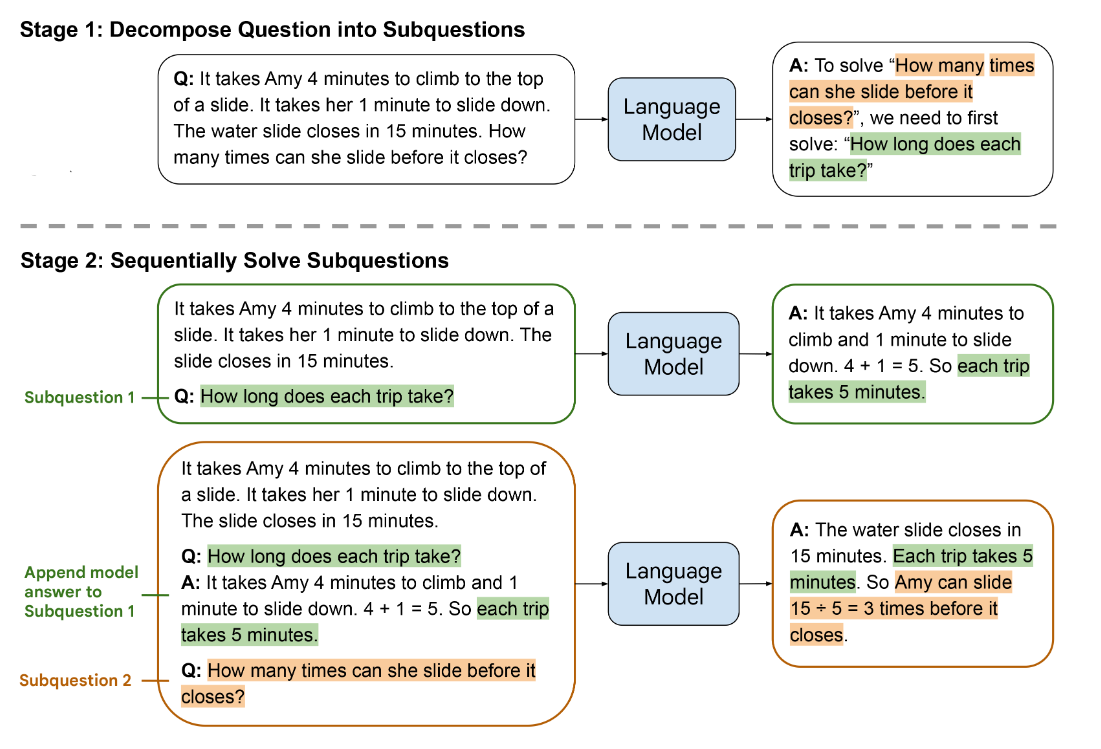 Stage 1: Decompose Question into Subquestions
Q: It takes Amy 4 minutes to climb to the top
of a slide. It takes her 1 minute to slide down.
The water slide closes in 15 minutes. How
many times can she slide before it closes?
Language
Model
A: To solve “How many times
can she slide before it
closes?”, we need to first
solve: “How long does each
trip take?”
Stage 2: Sequentially Solve Subquestions
It takes Amy 4 minutes to climb to the top of a
slide. It takes her 1 minute to slide down. The
slide closes in 15 minutes.
Subquestion 1
Q: How long does each trip take?
Language
Model
A: It takes Amy 4 minutes to
climb and 1 minute to slide
down. 4 + 1 = 5. So each trip
takes 5 minutes.
It takes Amy 4 minutes to climb to the top of
a slide. It takes her 1 minute to slide down.
The slide closes in 15 minutes.
Q: How long does each trip take?
Append model
answer to
Subquestion 1
A: It takes Amy 4 minutes to climb and 1
minute to slide down. 4 + 1 = 5. So each trip
takes 5 minutes.
Subquestion 2
Q: How many times can she slide before it
closes?
Language
Model
A: The water slide closes in
15 minutes. Each trip takes 5
minutes. So Amy can slide
15 ÷ 5 = 3 times before it
closes.